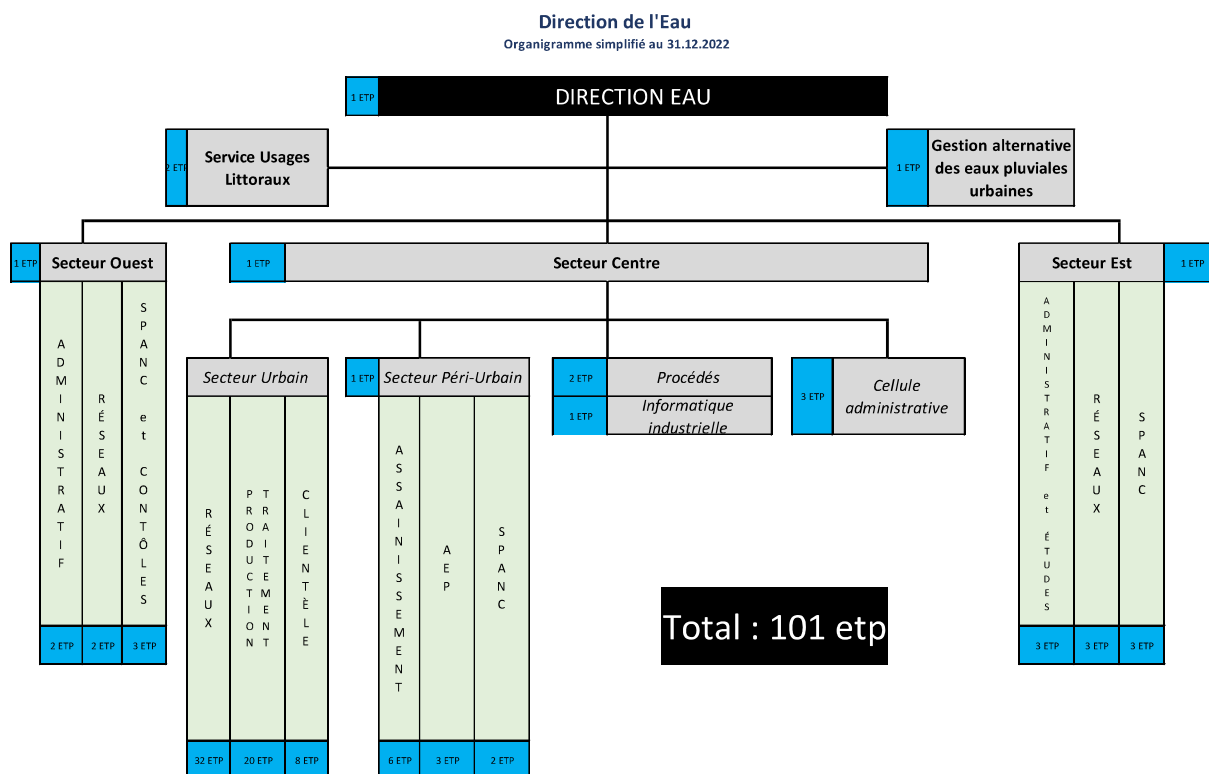 Direction de l'Eau
Organigramme simplifié au 31.12.2022
1 ETP
DIRECTION EAU
2 ETP
Service Usages
Littoraux
1 ETP
Gestion alternative
des eaux pluviales
urbaines
1 ETP
Secteur Ouest
1 ETP
Secteur Centre
Secteur Est
1 ETP
ADMINISTRATIF
RÉSEAUX
SPANC et CONTÔLES
2 ETP
2 ETP
3 ETP
Secteur Urbain
1 ETP
Secteur Péri-Urbain
2 ETP
Procédés
1 ETP
Informatique
industrielle
3 ETP
Cellule
administrative
RÉSEAUX
PRODUCTION
TRAITEMENT
CLIENTÈLE
32 ETP
20 ETP
8 ETP
ASSAINISSEMENT
AEP
SPANC
6 ETP
3 ETP
2 ETP
ADMINISTRATIF et ÉTUDES
RÉSEAUX
SPANC
3 ETP
3 ETP
3 ETP
Total : 101 etp